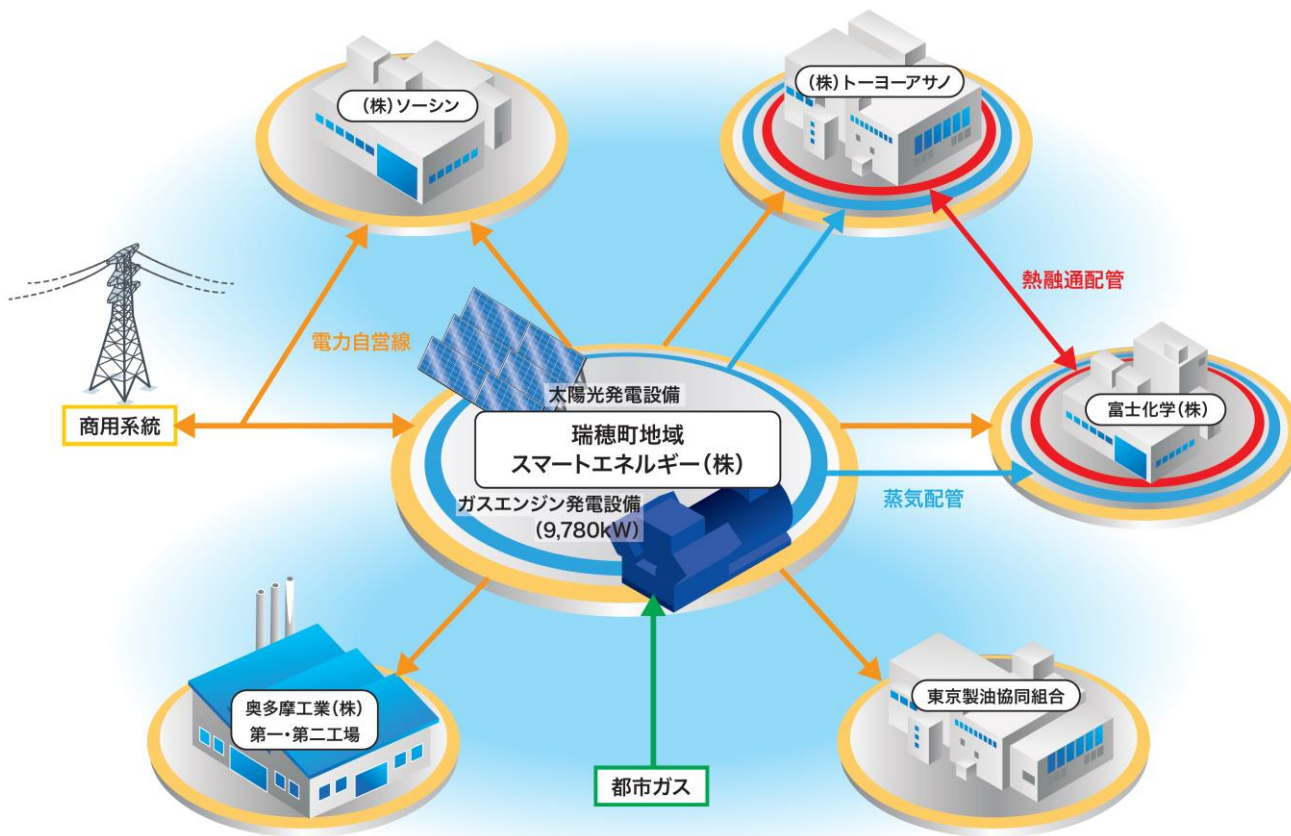 (株)ソーシン
(株)トーヨーアサノ
熱融通配管
電力自営線
商用系統
太陽光発電設備
瑞穂町地域
スマートエネルギー(株)
ガスエンジン発電設備
(9,780kW)
富士化学(株)
蒸気配管
奥多摩工業(株)
第一・第二工場
東京製油協同組合
都市ガス